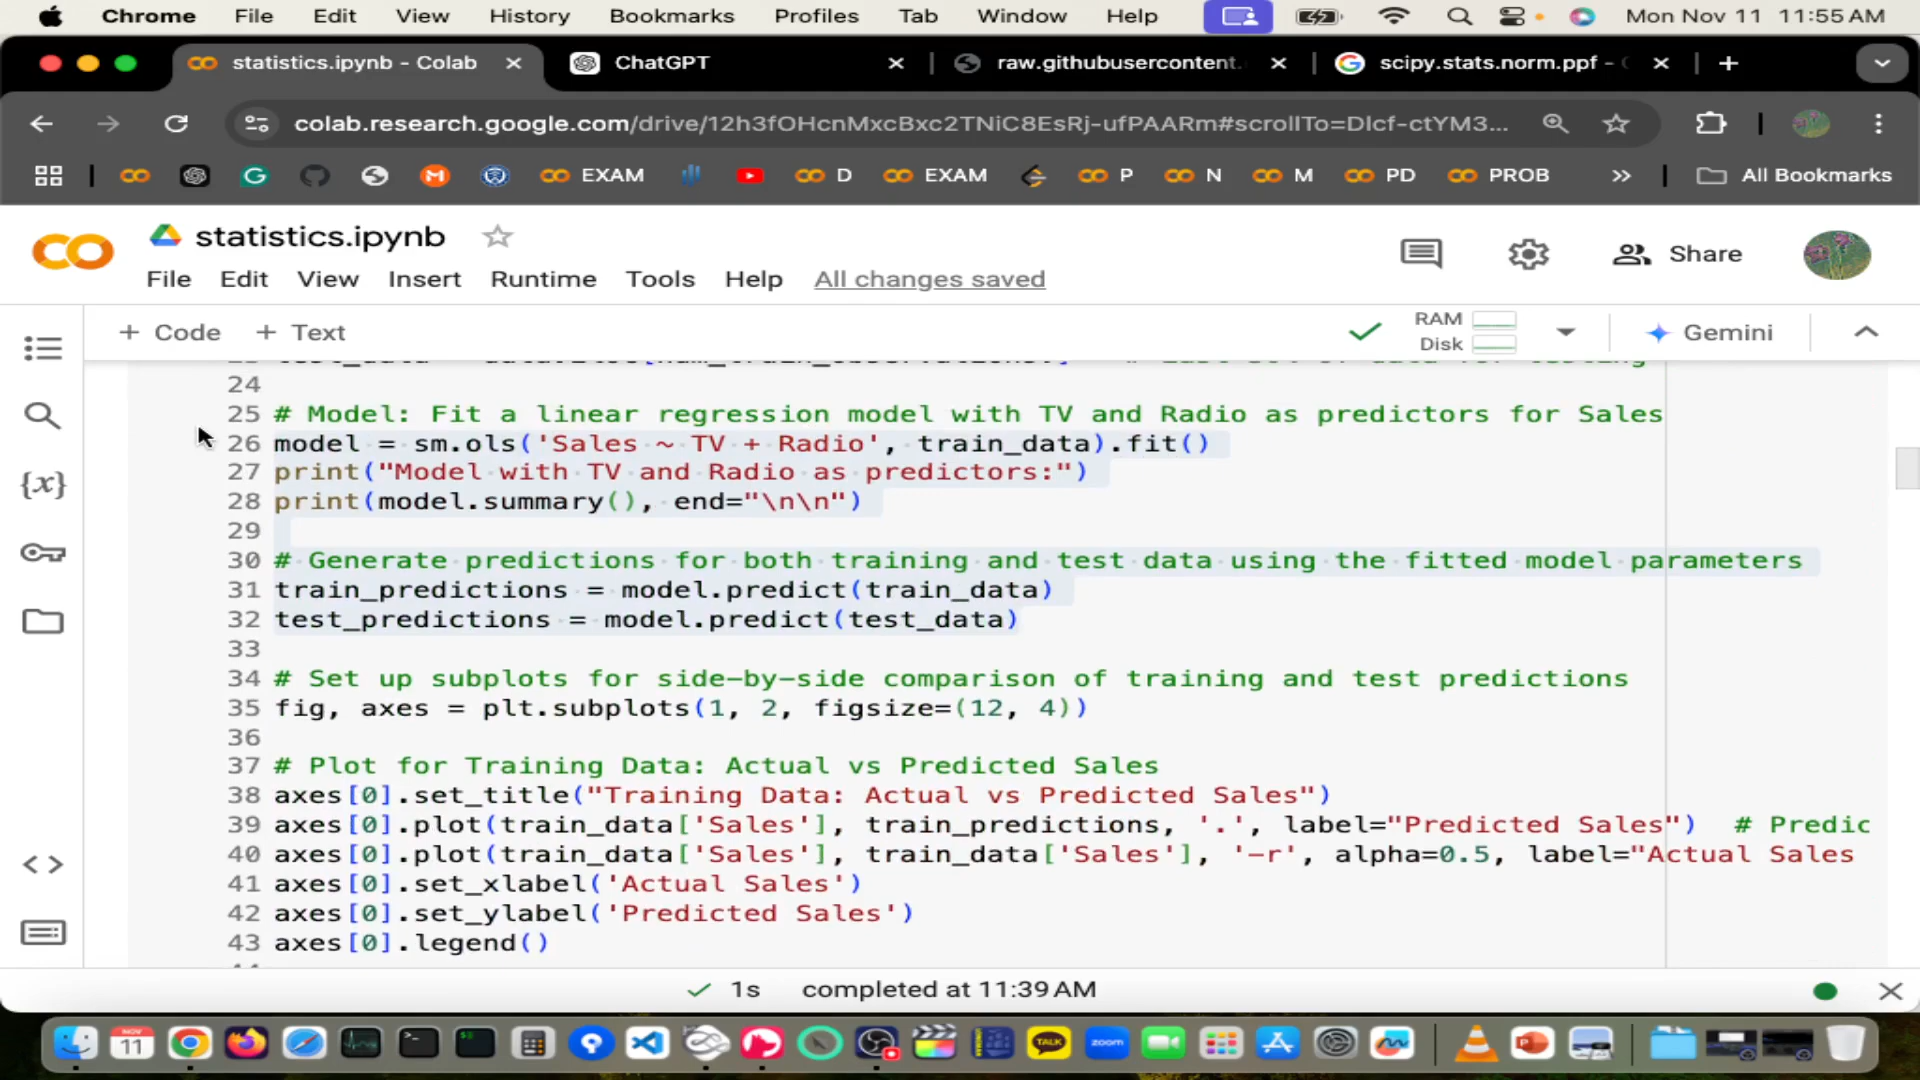 Chrome File Edit View History Bookmarks Profiles Tab Window Help Mon Nov 11 11:55 AM
statistics.ipynb - Colab ChatGPT raw.githubusercontent. scipy.stats.norm.ppf -
colab.research.google.com/drive/12h3fOHcnMxcBxc2TNiC8EsRj-ufPAARm#scrollTo=DIcf-ctYM3...
EXAM D EXAM P N M PD PROB » All Bookmarks
statistics.ipynb
File Edit View Insert Runtime Tools Help All changes saved
Share
+ Code + Text
RAM
Disk
Gemini
24
25 # Model: Fit a linear regression model with TV and Radio as predictors for Sales
26 model = sm.ols('Sales ~ TV + Radio', train_data).fit()
27 print("Model with TV and Radio as predictors:")
28 print(model.summary(), end="\n\n")
29
30 # Generate predictions for both training and test data using the fitted model parameters
31 train_predictions = model.predict(train_data)
32 test_predictions = model.predict(test_data)
33
34 # Set up subplots for side-by-side comparison of training and test predictions
35 fig, axes = plt.subplots(1, 2, figsize=(12, 4))
36
37 # Plot for Training Data: Actual vs Predicted Sales
38 axes[0].set_title("Training Data: Actual vs Predicted Sales")
39 axes[0].plot(train_data['Sales'], train_predictions, '.', label="Predicted Sales") # Predic
40 axes[0].plot(train_data['Sales'], train_data['Sales'], '-r', alpha=0.5, label="Actual Sales
41 axes[0].set_xlabel('Actual Sales')
42 axes[0].set_ylabel('Predicted Sales')
43 axes[0].legend()
1s completed at 11:39 AM
NOV
11
TALK
zoom